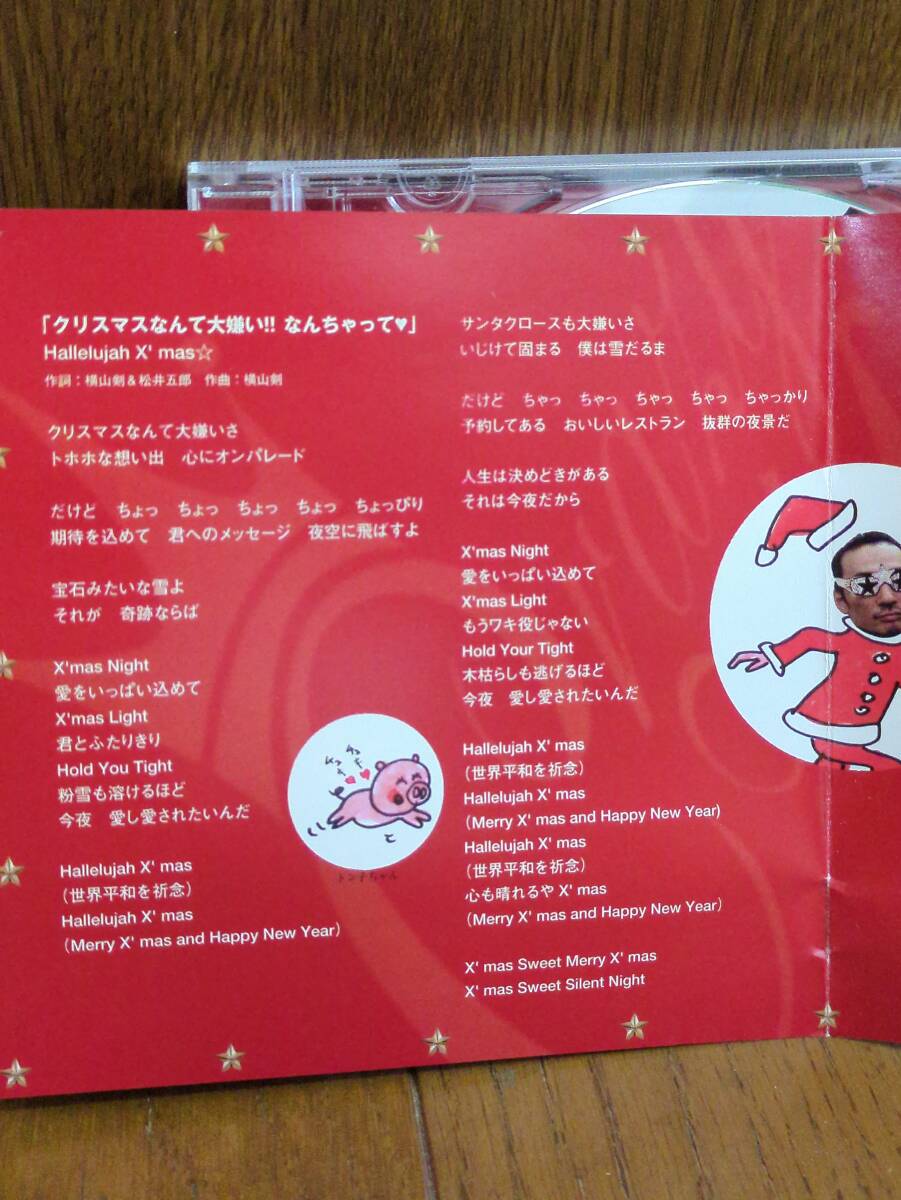 「クリスマスなんて大嫌い!! なんちゃって♥」
Hallelujah X' mas☆
作詞：横山剣＆松井五郎　作曲：横山剣
クリスマスなんて大嫌いさ
トホホな想い出　心にオンパレード
だけど　ちょっ　ちょっ　ちょっ　ちょっ　ちょっぴり
期待を込めて　君へのメッセージ　夜空に飛ばすよ
宝石みたいな雪よ
それが　奇跡ならば
X'mas Night
愛をいっぱい込めて
X'mas Light
君とふたりきり
Hold You Tight
粉雪も溶けるほど
今夜　愛し愛されたいんだ
Hallelujah X' mas
（世界平和を祈念）
Hallelujah X' mas
（Merry X' mas and Happy New Year）
サンタクロースも大嫌いさ
いじけて固まる　僕は雪だるま
だけど　ちゃっ　ちゃっ　ちゃっ　ちゃっ　ちゃっかり
予約してある　おいしいレストラン　抜群の夜景だ
人生は決めどきがある
それは今夜だから
X'mas Night
愛をいっぱい込めて
X'mas Light
もうワキ役じゃない
Hold Your Tight
木枯らしも逃げるほど
今夜　愛し愛されたいんだ
Hallelujah X' mas
（世界平和を祈念）
Hallelujah X' mas
（Merry X' mas and Happy New Year）
Hallelujah X' mas
（世界平和を祈念）
心も晴れるや X' mas
（Merry X' mas and Happy New Year）
X' mas Sweet Merry X' mas
X' mas Sweet Silent Night